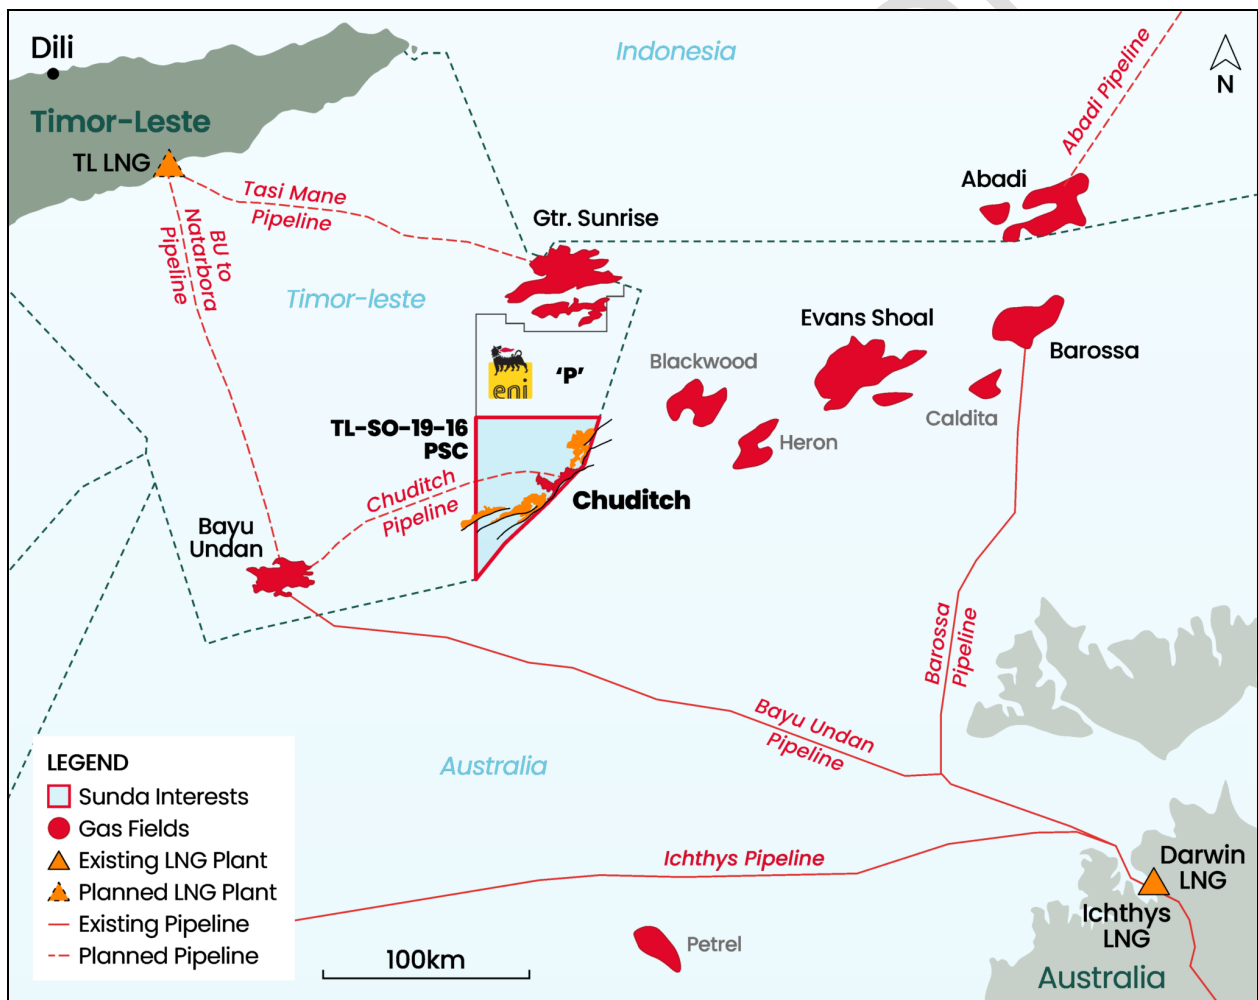 Dili
Indonesia
N
Abadi Pipeline
Timor-Leste
TL LNG
Tasi Mane
Pipeline
Abadi
Gtr. Sunrise
BU to
Natarbora
Pipeline
Timor-leste
Evans Shoal
Barossa
Blackwood
eni
'P'
Caldita
TL-SO-19-16
PSC
Heron
Chuditch
Pipeline
Chuditch
Bayu
Undan
Barossa
Pipeline
Bayu Undan
Pipeline
Australia
LEGEND
Sunda Interests
Gas Fields
Existing LNG Plant
Planned LNG Plant
Existing Pipeline
Planned Pipeline
Ichthys Pipeline
Darwin
LNG
Ichthys
LNG
Petrel
100km
Australia